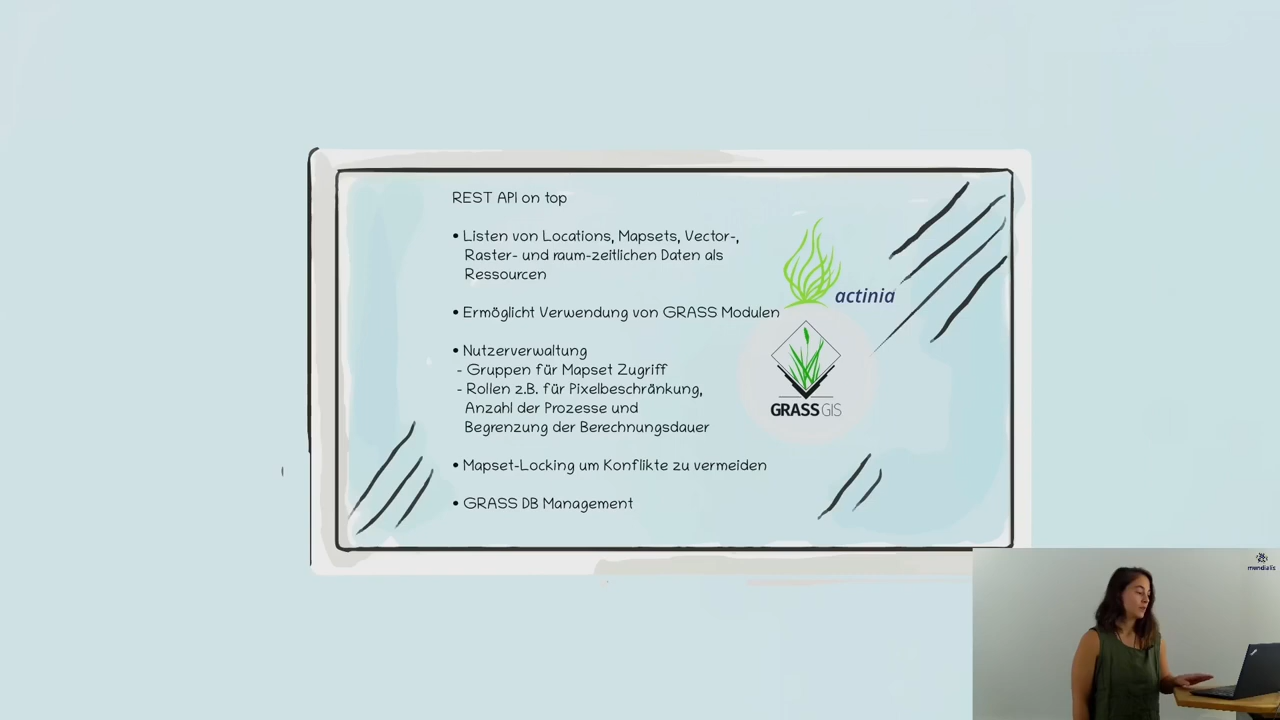 REST API on top
• Listen von Locations, Mapsets, Vector-,
Raster- und raum-zeitlichen Daten als
Ressourcen
• Ermöglicht Verwendung von GRASS Modulen
• Nutzerverwaltung
- Gruppen für Mapset Zugriff
- Rollen z.B. für Pixelbeschränkung,
Anzahl der Prozesse und
Begrenzung der Berechnungsdauer
• Mapset-Locking um Konflikte zu vermeiden
• GRASS DB Management
actinia
GRASS GIS
mundialis